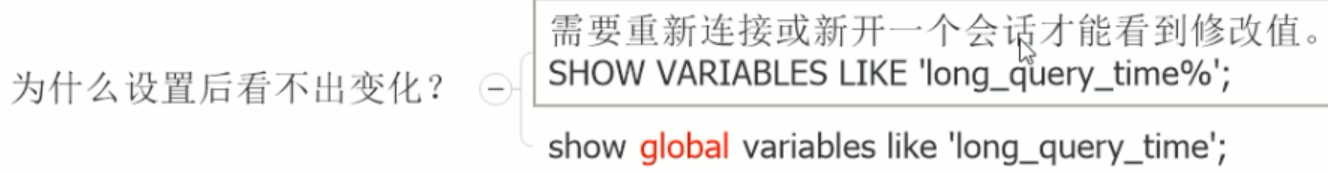 为什么设置后看不出变化？
需要重新连接或新开一个会话才能看到修改值。
SHOW VARIABLES LIKE 'long_query_time%';
show global variables like 'long_query_time';